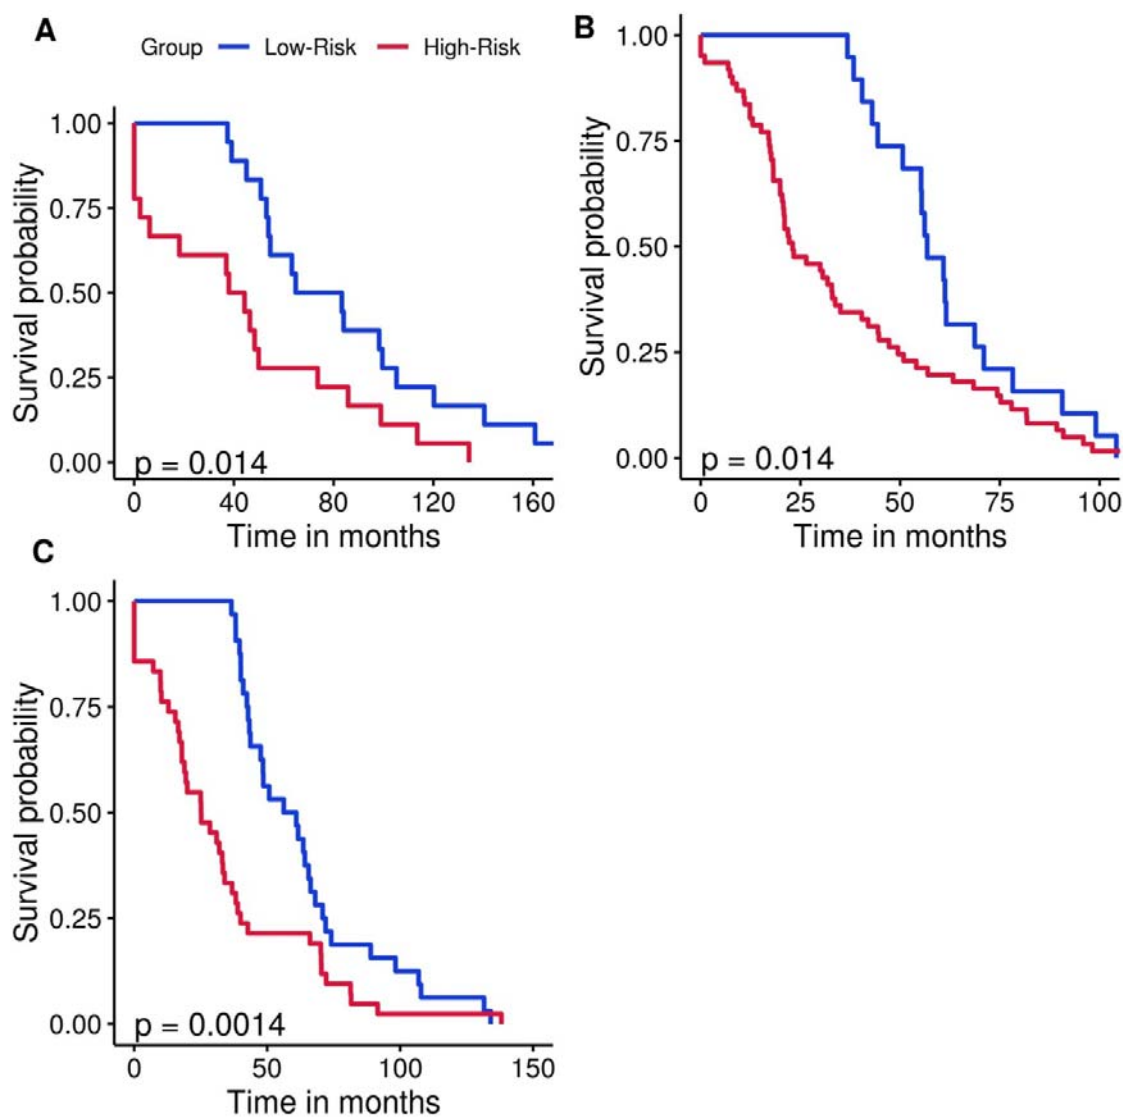 A
Group Low-Risk High-Risk
Survival probability
1.00
0.75
0.50
0.25
0.00
p = 0.014
0 40 80 120 160
Time in months
B
Survival probability
1.00
0.75
0.50
0.25
0.00
p = 0.014
0 25 50 75 100
Time in months
C
Survival probability
1.00
0.75
0.50
0.25
0.00
p = 0.0014
0 50 100 150
Time in months